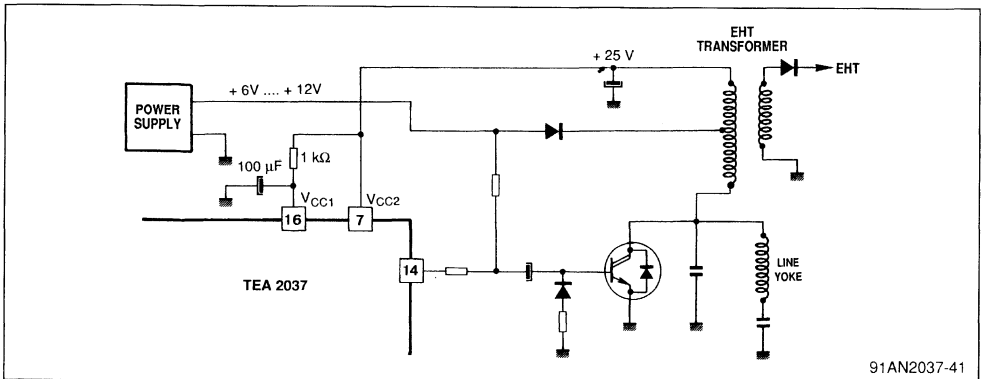 EHT
TRANSFORMER
+ 25 V
EHT
+ 6V .... + 12V
POWER
SUPPLY
1 kΩ
100 µF
VCC1
VCC2
16
7
14
TEA 2037
LINE
YOKE
91AN2037-41